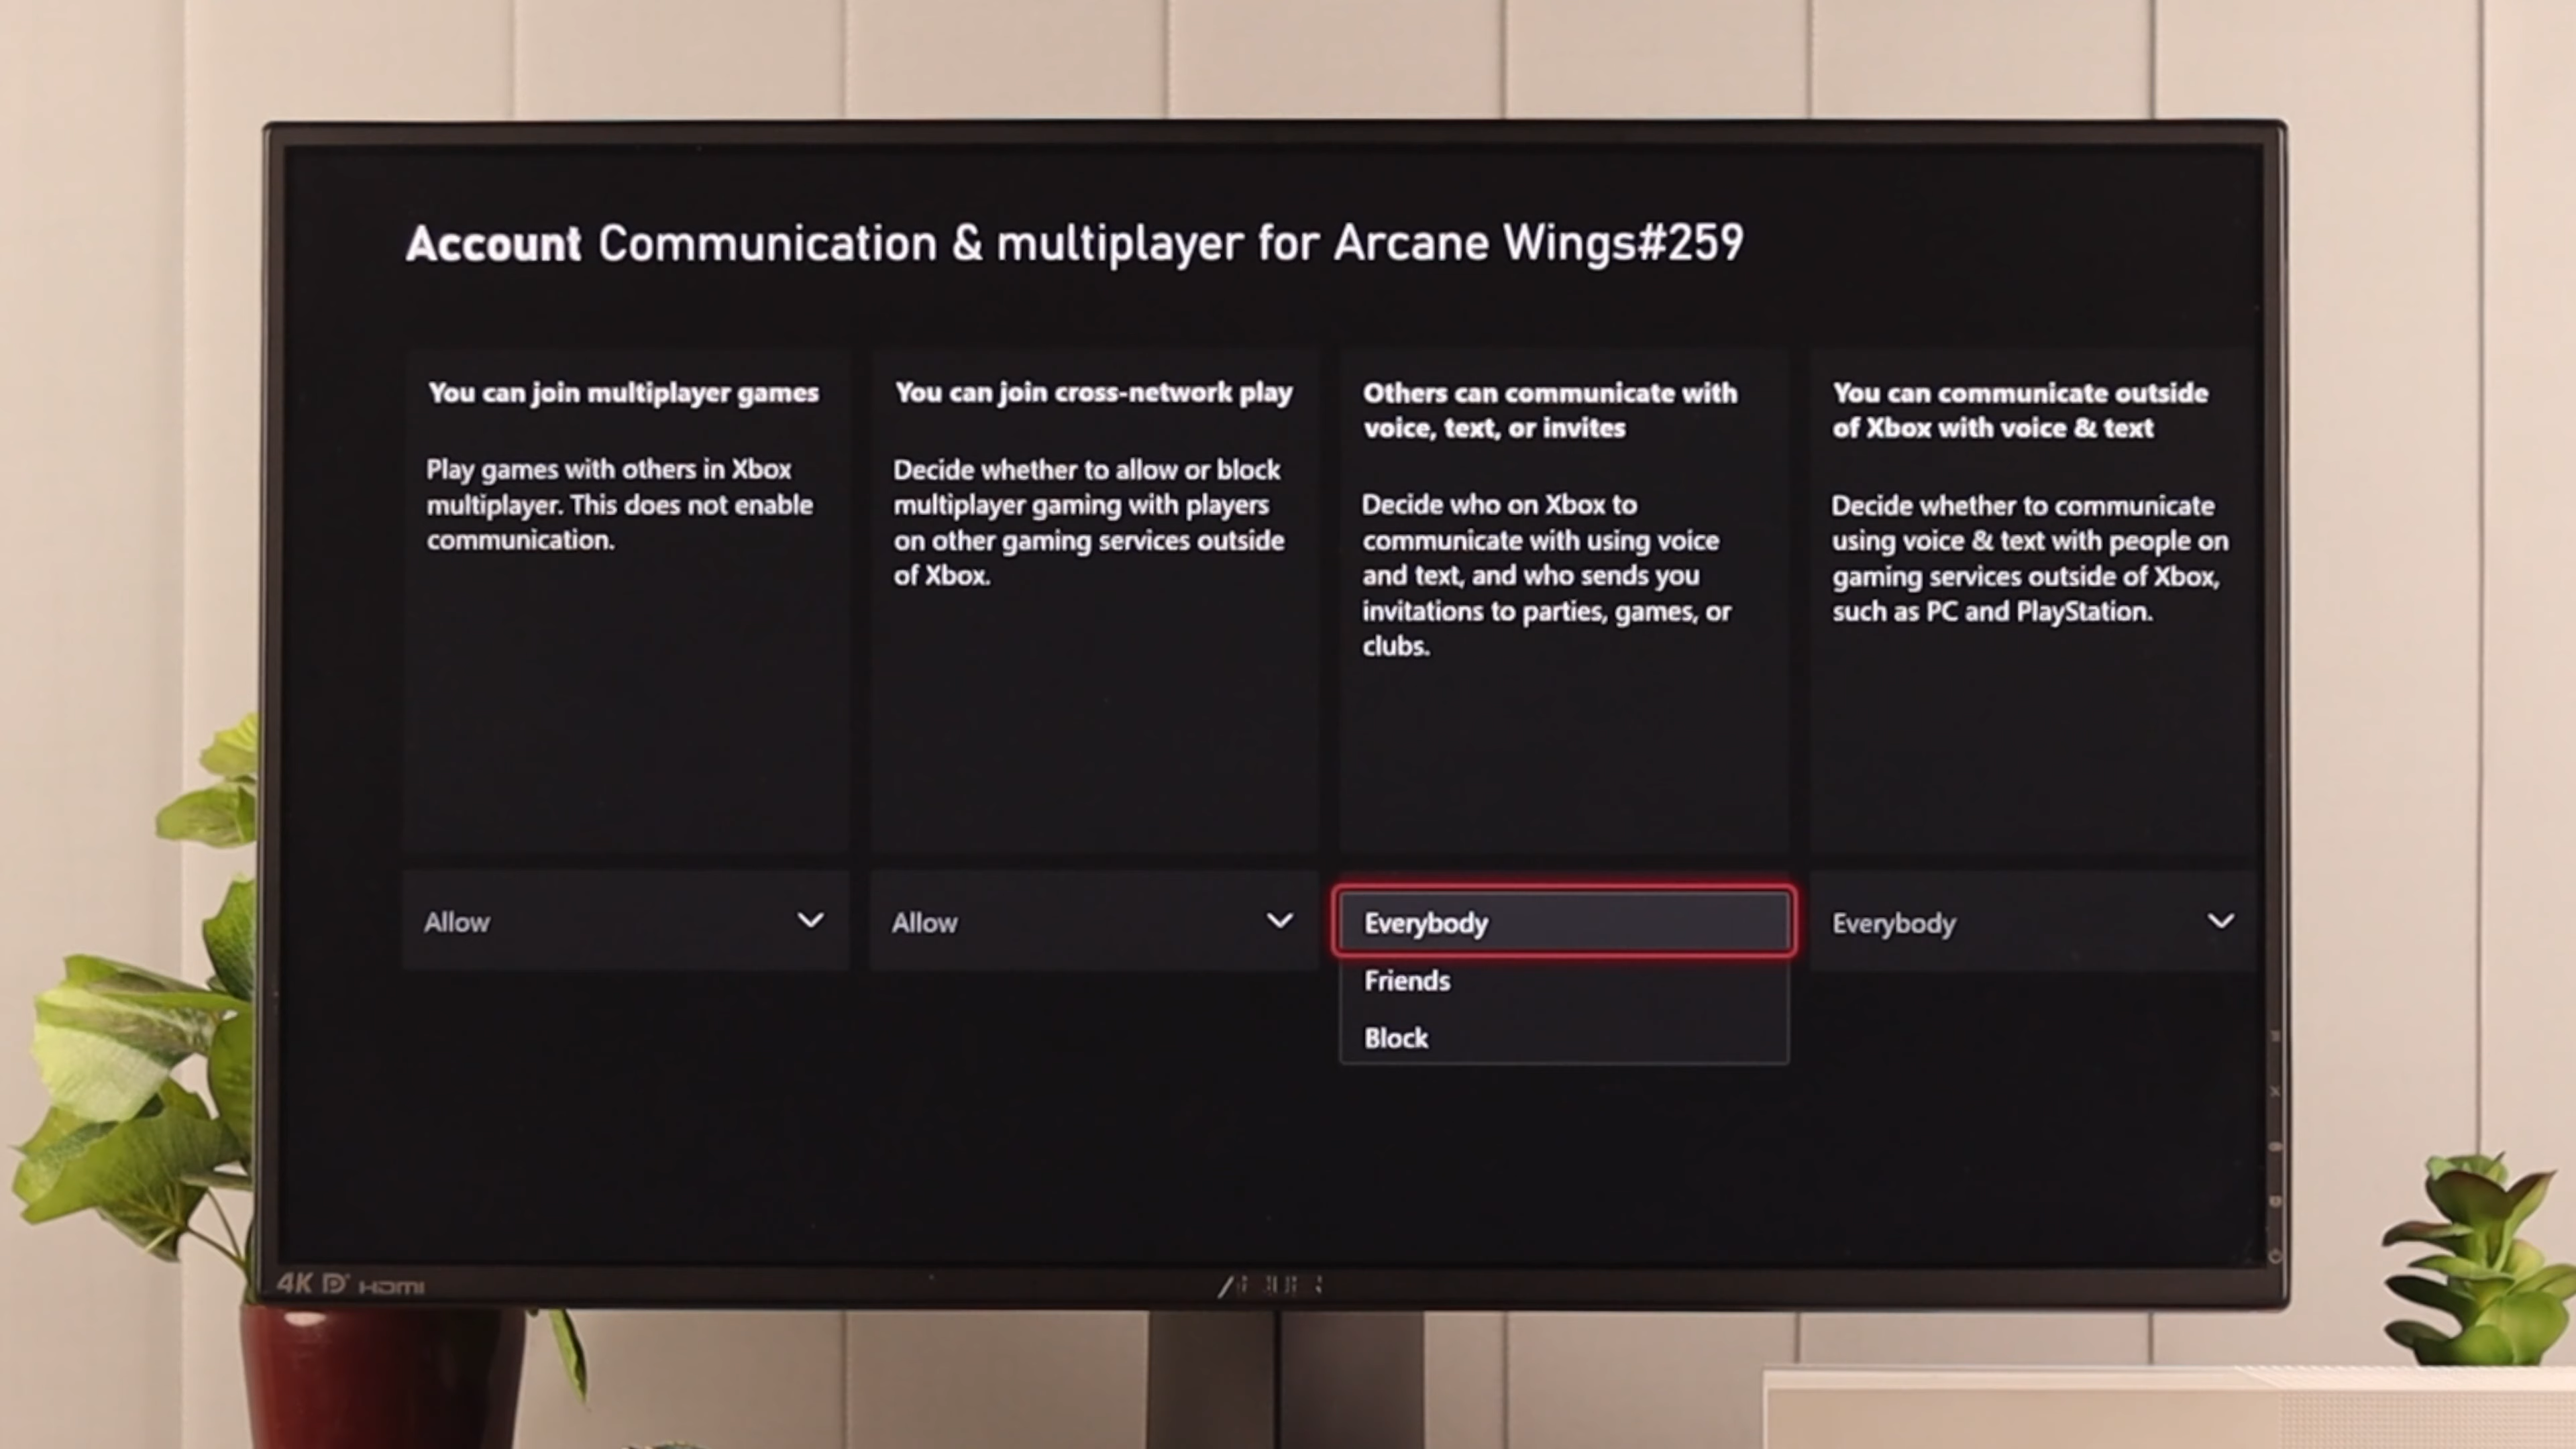 Account Communication & multiplayer for Arcane Wings#259
You can join multiplayer games
Play games with others in Xbox
multiplayer. This does not enable
communication.
Allow
You can join cross-network play
Decide whether to allow or block
multiplayer gaming with players
on other gaming services outside
of Xbox.
Allow
Others can communicate with
voice, text, or invites
Decide who on Xbox to
communicate with using voice
and text, and who sends you
invitations to parties, games, or
clubs.
Everybody
Friends
Block
You can communicate outside
of Xbox with voice & text
Decide whether to communicate
using voice & text with people on
gaming services outside of Xbox,
such as PC and PlayStation.
Everybody
4K HDMI